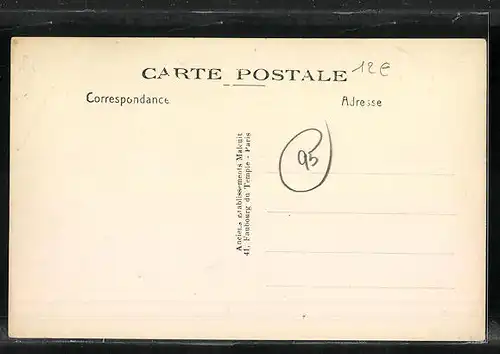 CARTE POSTALE
12€
Correspondance
Adresse
95
Anciens établissements Malcuit
41, Faubourg du Temple - Paris